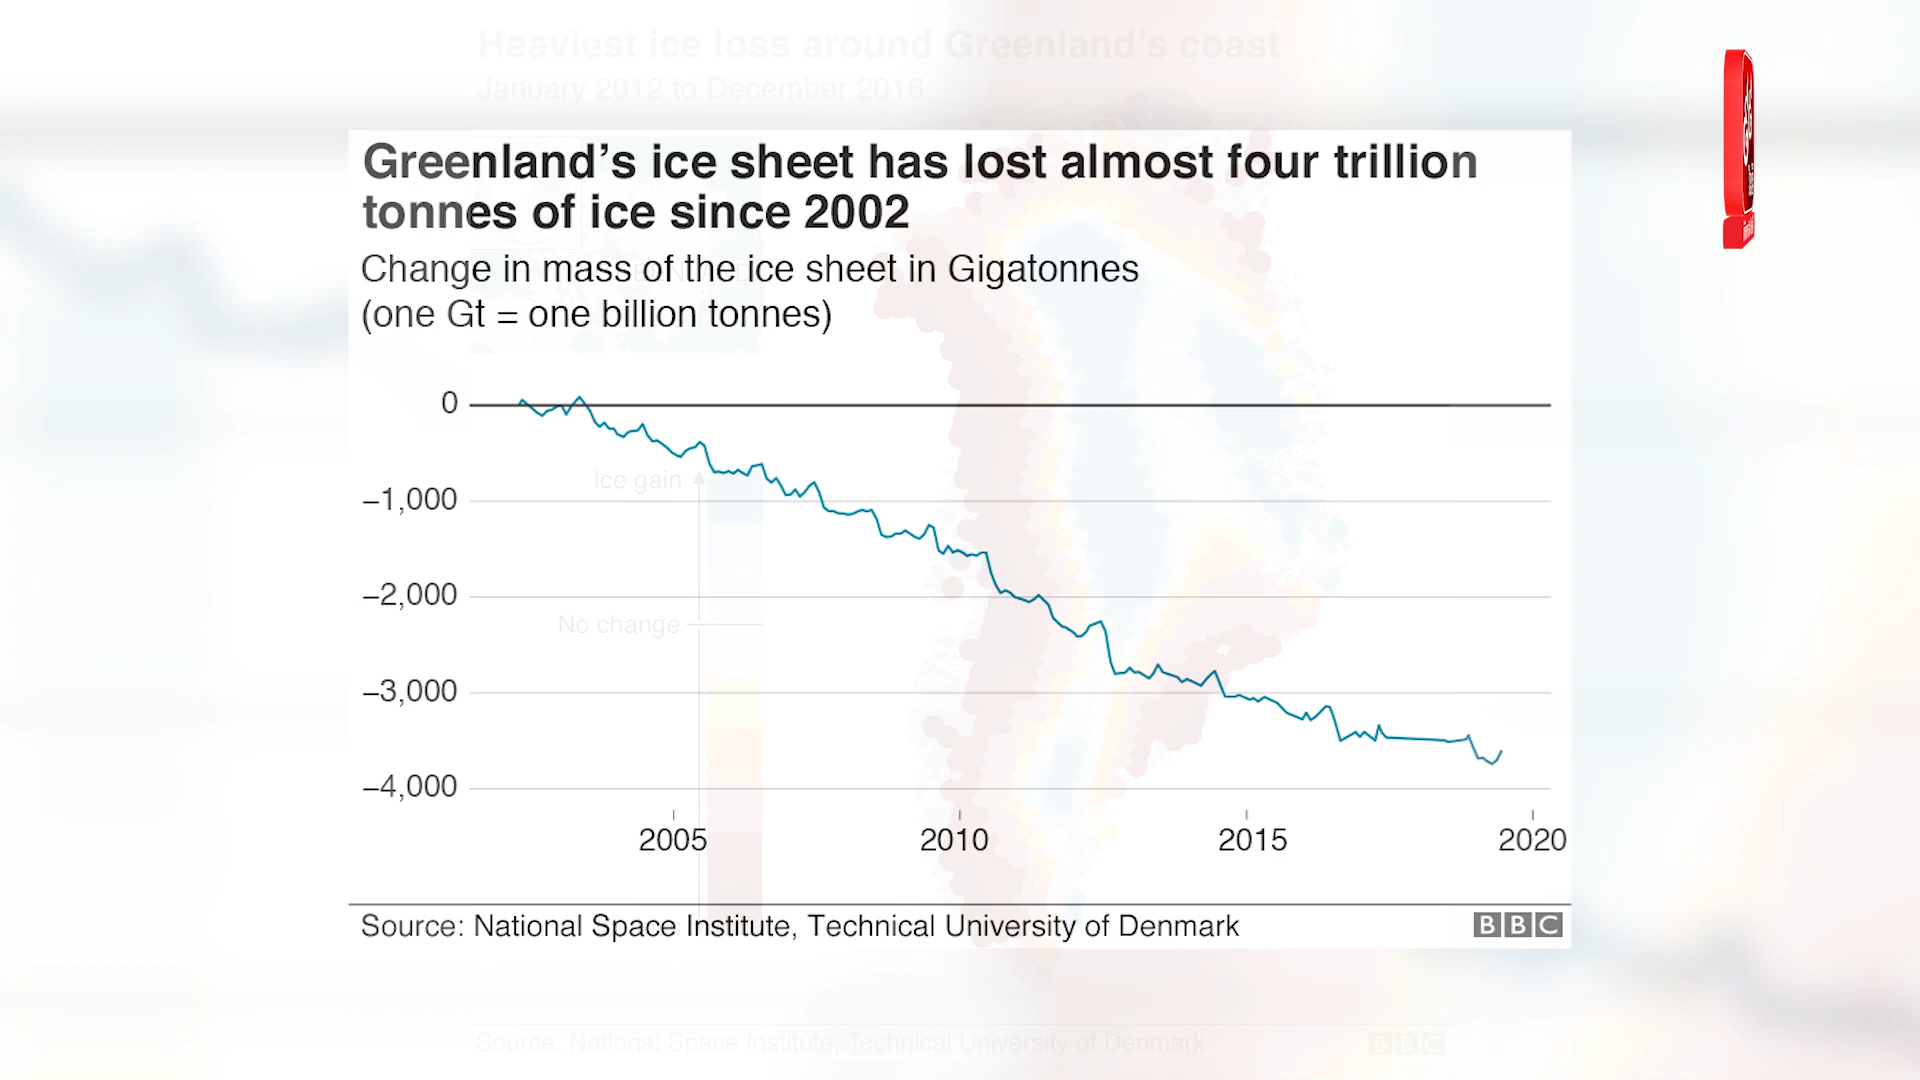 Heaviest ice loss around Greenland's coast
January 2012 to December 2016
Greenland’s ice sheet has lost almost four trillion
tonnes of ice since 2002
Change in mass of the ice sheet in Gigatonnes
(one Gt = one billion tonnes)
0
Ice gain
–1,000
–2,000
No change
–3,000
–4,000
2005 2010 2015 2020
Source: National Space Institute, Technical University of Denmark
BBC
Source: National Space Institute, Technical University of Denmark
BBC